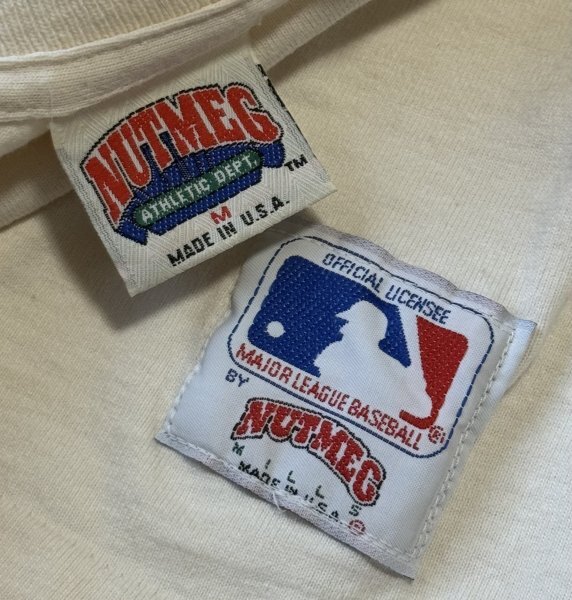 NUTMEG
ATHLETIC DEPT.
TM
M
MADE IN U.S.A.
OFFICIAL LICENSEE
MAJOR LEAGUE BASEBALL ®
BY
NUTMEG
MILLS
MADE IN U.S.A. ®